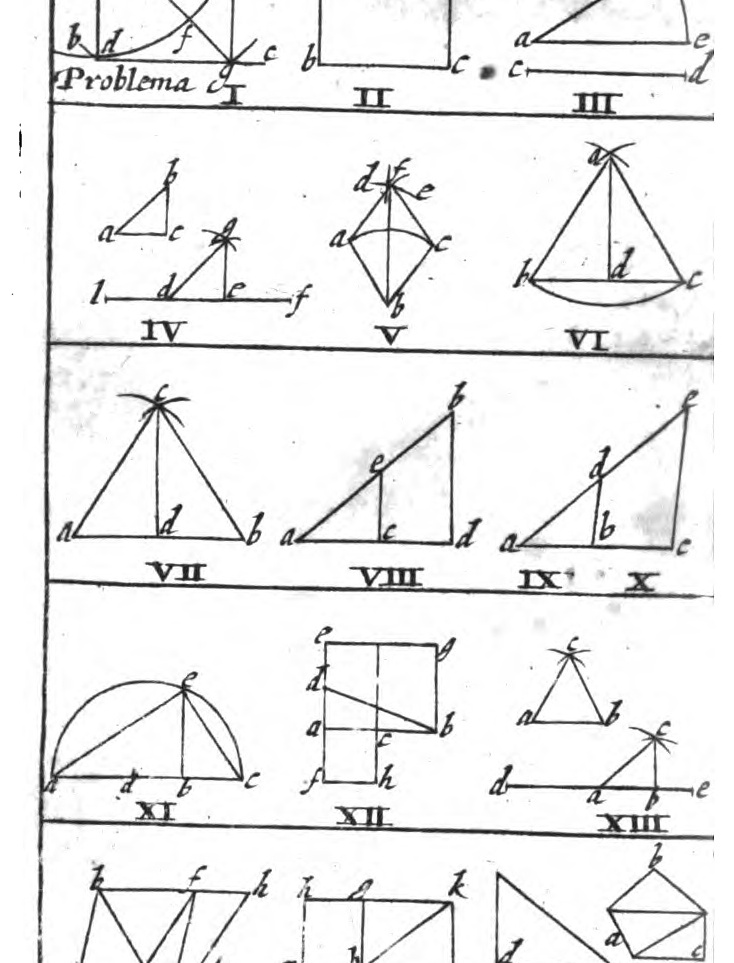 b d f g c b c a e
c d
Problema I II III
b d f e a
a c g a c
l d e f b b d c
IV V VI
c b e
e d
a d b a c d a b c
VII VIII IX X
e g c
e d a b
a c b c
a d b c f h d a b e
XI XII XIII
b
b f h h g k
d a
b c